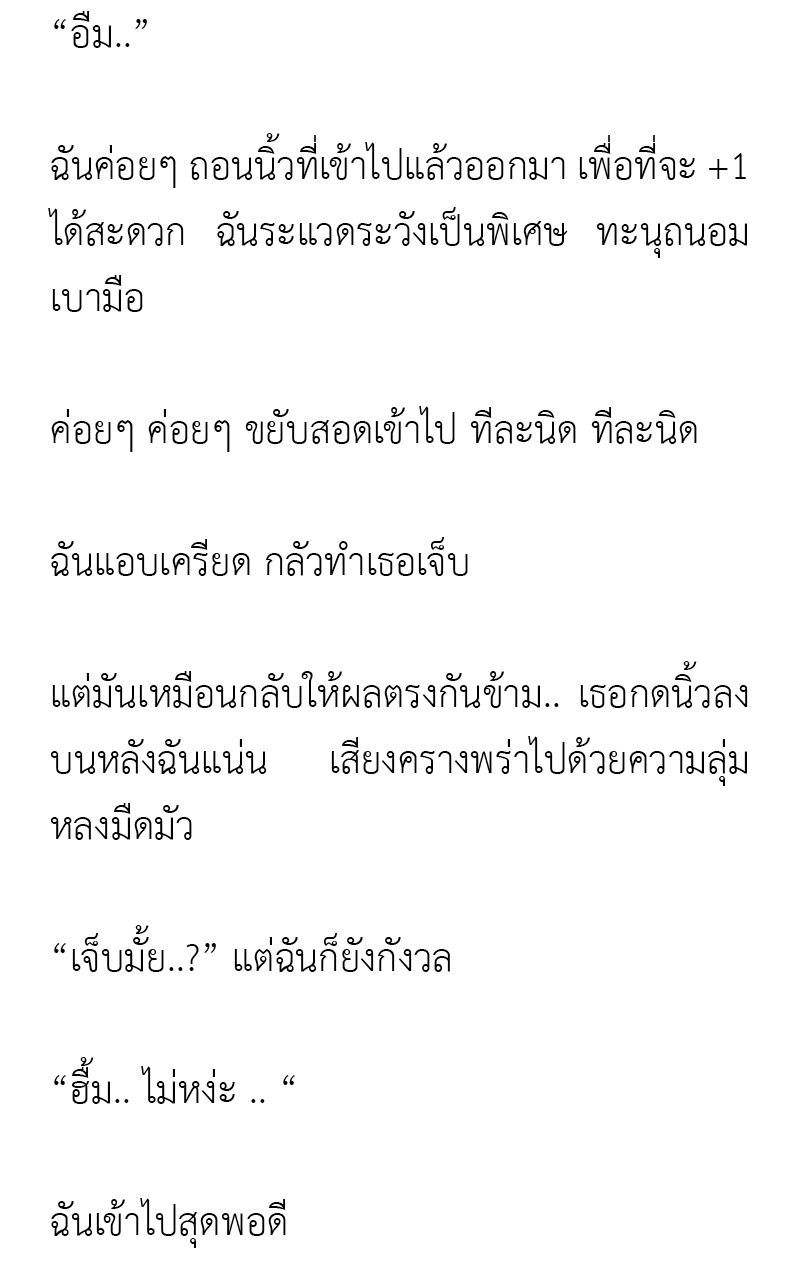 “อืม..”
ฉันค่อยๆ ถอนนิ้วที่เข้าไปแล้วออกมา เพื่อที่จะ +1
ได้สะดวก ฉันระแวดระวังเป็นพิเศษ ทะนุถนอม
เบามือ
ค่อยๆ ค่อยๆ ขยับสอดเข้าไป ทีละนิด ทีละนิด
ฉันแอบเครียด กลัวทำเธอเจ็บ
แต่มันเหมือนกลับให้ผลตรงกันข้าม.. เธอกดนิ้วลง
บนหลังฉันแน่น เสียงครางพร่าไปด้วยความลุ่ม
หลงมืดมัว
“เจ็บมั้ย..?” แต่ฉันก็ยังกังวล
“ฮื้ม.. ไม่หง่ะ .. “
ฉันเข้าไปสุดพอดี